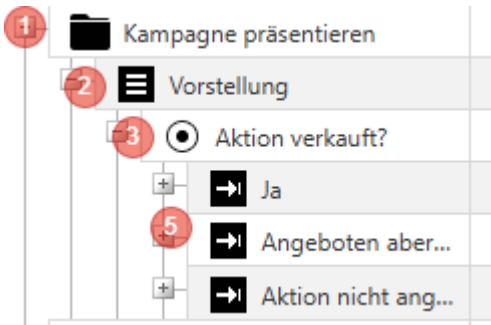 1 Kampagne präsentieren
2 Vorstellung
3 Aktion verkauft?
Ja
5 Angeboten aber...
Aktion nicht ang...